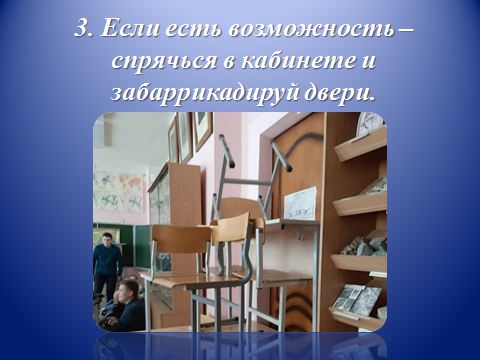 3. Если есть возможность –
спрячься в кабинете и
забаррикадируй двери.